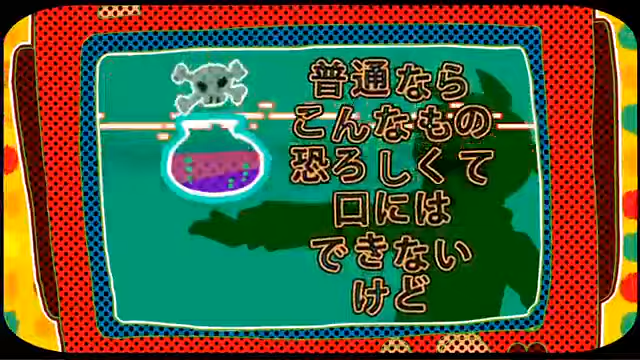 普通なら
こんなもの
恐ろしくて
口には
できない
けど